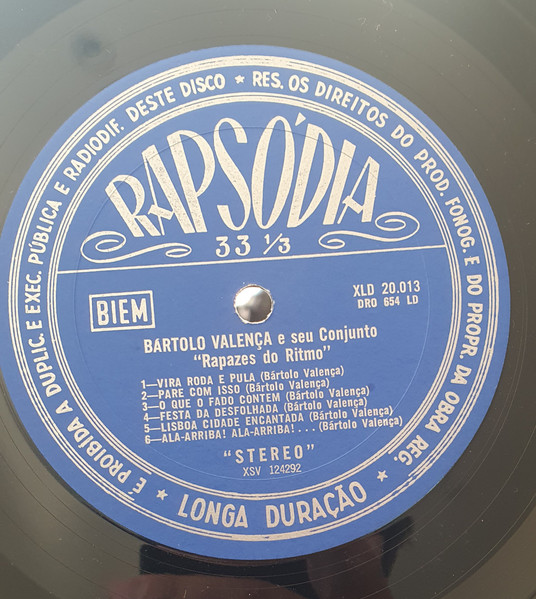 É PROIBÍDA A DUPLIC. E EXEC. PÚBLICA E RADIODIF. DESTE DISCO ★ RES. OS DIREITOS DO PROD. FONOG. E DO PROPR. DA OBRA REG. ★ LONGA DURAÇÃO ★
RAPSÓDIA
33 1/3
BIEM
XLD 20.013
DRO 654 LD
BARTOLO VALENÇA e seu Conjunto
"Rapazes do Ritmo"
1—VIRA RODA E PULA (Bártolo Valença)
2—PARE COM ISSO (Bártolo Valença)
3—O QUE O FADO CONTEM (Bártolo Valença)
4—FESTA DA DESFOLHADA (Bártolo Valença)
5—LISBOA CIDADE ENCANTADA (Bártolo Valença)
6—ALA-ARRIBA! ALA-ARRIBA!... (Bártolo Valença)
"STEREO"
XSV 124292